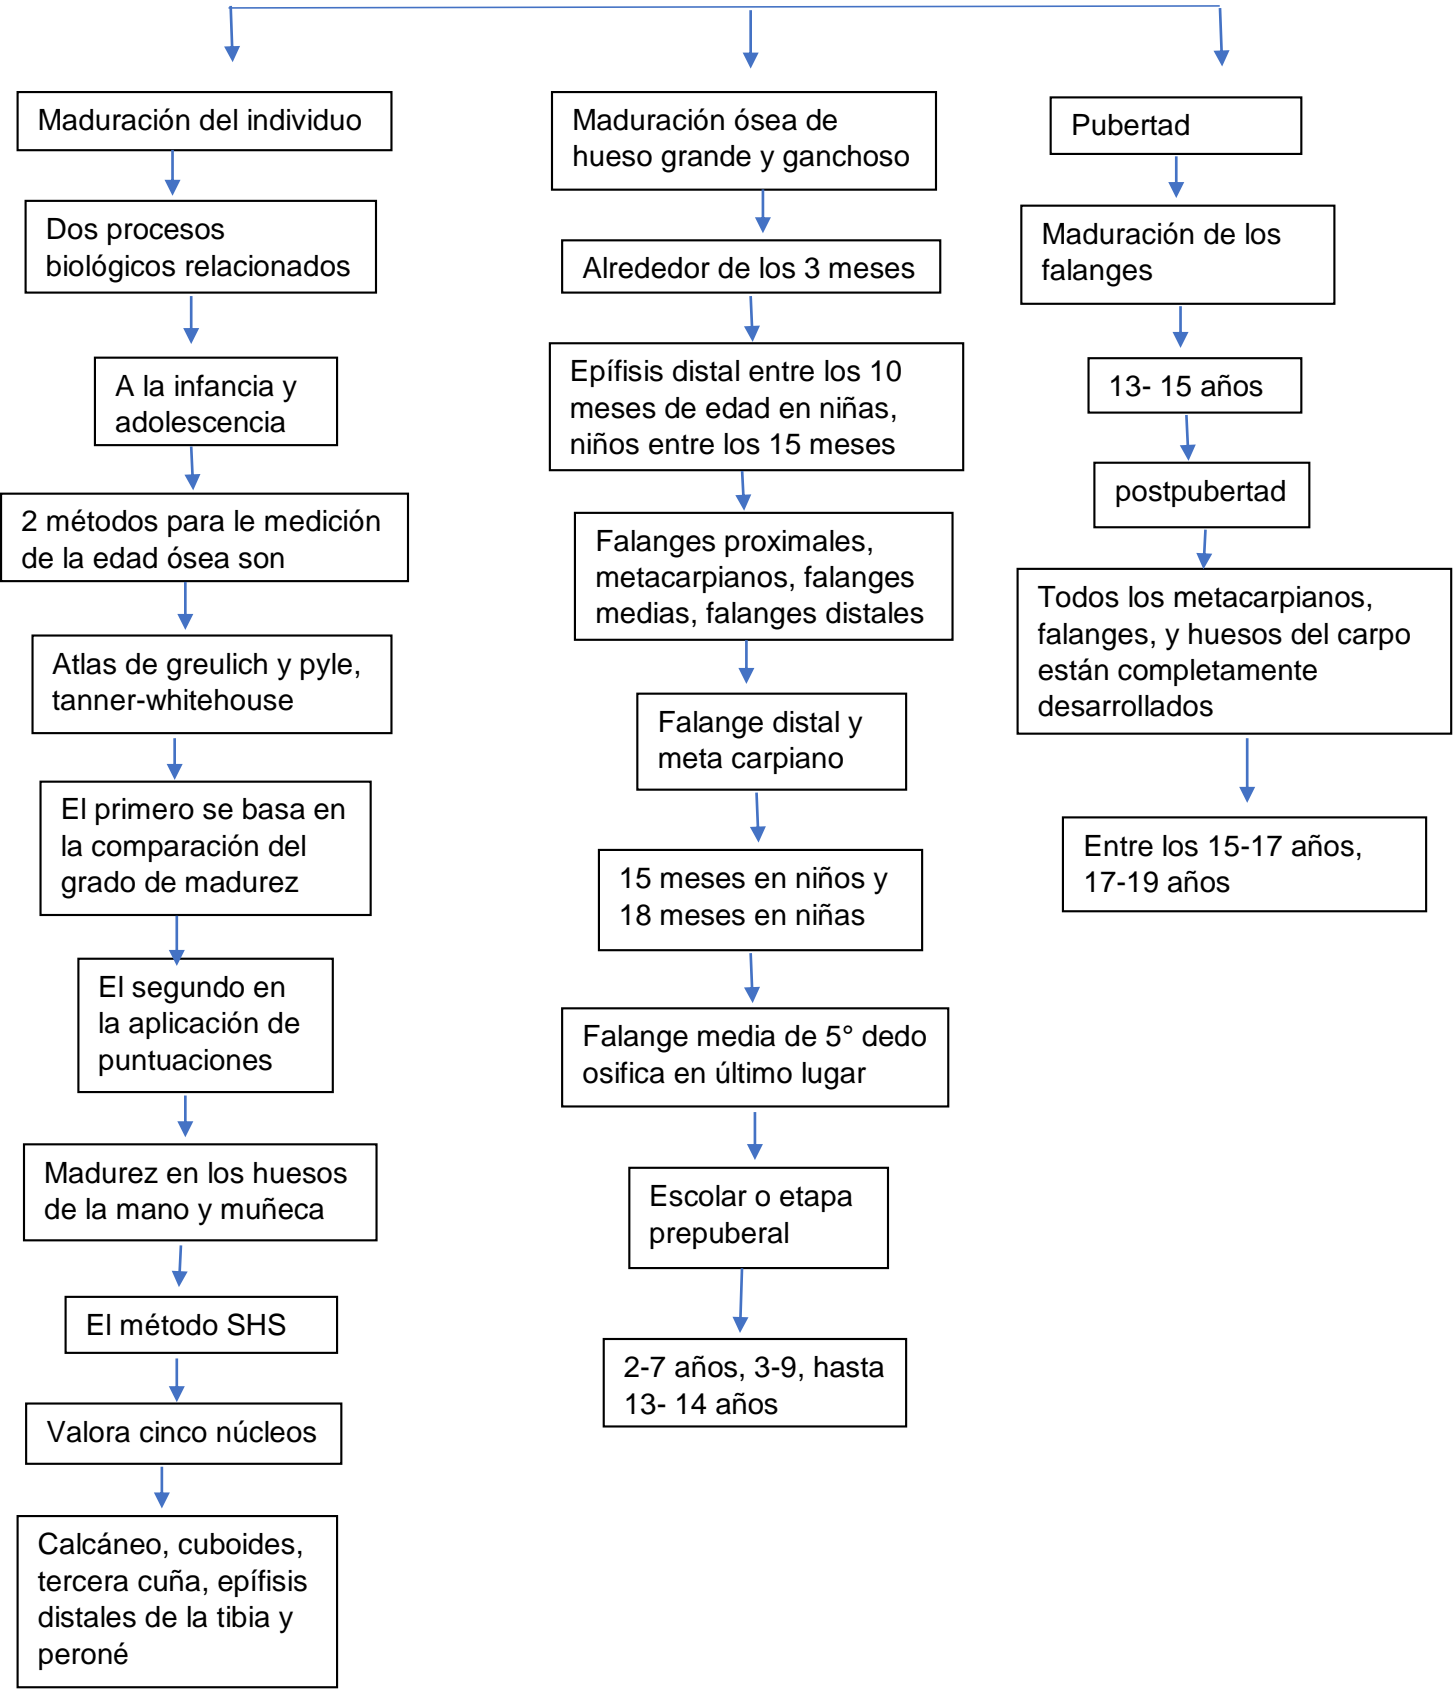 Maduración del individuo
Dos procesos
biológicos relacionados
A la infancia y
adolescencia
2 métodos para le medición
de la edad ósea son
Atlas de greulich y pyle,
tanner-whitehouse
El primero se basa en
la comparación del
grado de madurez
El segundo en
la aplicación de
puntuaciones
Madurez en los huesos
de la mano y muñeca
El método SHS
Valora cinco núcleos
Calcáneo, cuboides,
tercera cuña, epífisis
distales de la tibia y
peroné
Maduración ósea de
hueso grande y ganchoso
Alrededor de los 3 meses
Epífisis distal entre los 10
meses de edad en niñas,
niños entre los 15 meses
Falanges proximales,
metacarpianos, falanges
medias, falanges distales
Falange distal y
meta carpiano
15 meses en niños y
18 meses en niñas
Falange media de 5° dedo
osifica en último lugar
Escolar o etapa
prepuberal
2-7 años, 3-9, hasta
13- 14 años
Pubertad
Maduración de los
falanges
13- 15 años
postpubertad
Todos los metacarpianos,
falanges, y huesos del carpo
están completamente
desarrollados
Entre los 15-17 años,
17-19 años